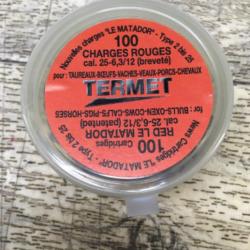 Nouvelles charges "LE MATADOR" - Type 2 bis 25
100
CHARGES ROUGES
cal. 25-6,3/12 (breveté)
pour : TAUREAUX-BŒUFS-VACHES-VEAUX-PORCS-CHEVAUX
TERMET
for : BULLS-OXEN-COWS-CALFS-PIGS-HORSES
cal. 25-6,3/12 (patented)
RED LE MATADOR
Cartridges
100
News Cartridges "LE MATADOR" - Type 2 bis 25